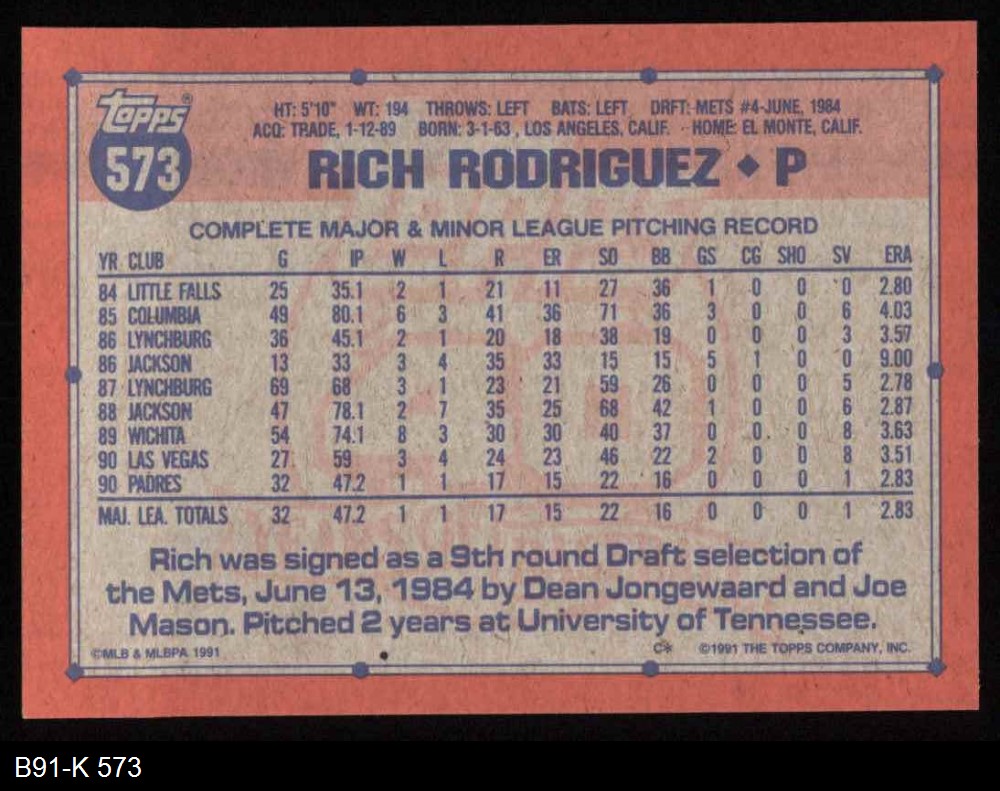 Topps®
573
HT: 5'10" WT: 194 THROWS: LEFT BATS: LEFT DRFT: METS #4-JUNE, 1984
ACQ: TRADE, 1-12-89 BORN: 3-1-63, LOS ANGELES, CALIF. HOME: EL MONTE, CALIF.
RICH RODRIGUEZ ◆ P
COMPLETE MAJOR & MINOR LEAGUE PITCHING RECORD
YR CLUB G IP W L R ER SO BB GS CG SHO SV ERA
84 LITTLE FALLS 25 35.1 2 1 21 11 27 36 1 0 0 0 2.80
85 COLUMBIA 49 80.1 6 3 41 36 71 36 3 0 0 6 4.03
86 LYNCHBURG 36 45.1 2 1 20 18 38 19 0 0 0 3 3.57
86 JACKSON 13 33 3 4 35 33 15 15 5 1 0 0 9.00
87 LYNCHBURG 69 68 3 1 23 21 59 26 0 0 0 5 2.78
88 JACKSON 47 78.1 2 7 35 25 68 42 1 0 0 6 2.87
89 WICHITA 54 74.1 8 3 30 30 40 37 0 0 0 8 3.63
90 LAS VEGAS 27 59 3 4 24 23 46 22 2 0 0 8 3.51
90 PADRES 32 47.2 1 1 17 15 22 16 0 0 0 1 2.83
MAJ. LEA. TOTALS 32 47.2 1 1 17 15 22 16 0 0 0 1 2.83
Rich was signed as a 9th round Draft selection of
the Mets, June 13, 1984 by Dean Jongewaard and Joe
Mason. Pitched 2 years at University of Tennessee.
©MLB & MLBPA 1991 C* ©1991 THE TOPPS COMPANY, INC.
B91-K 573